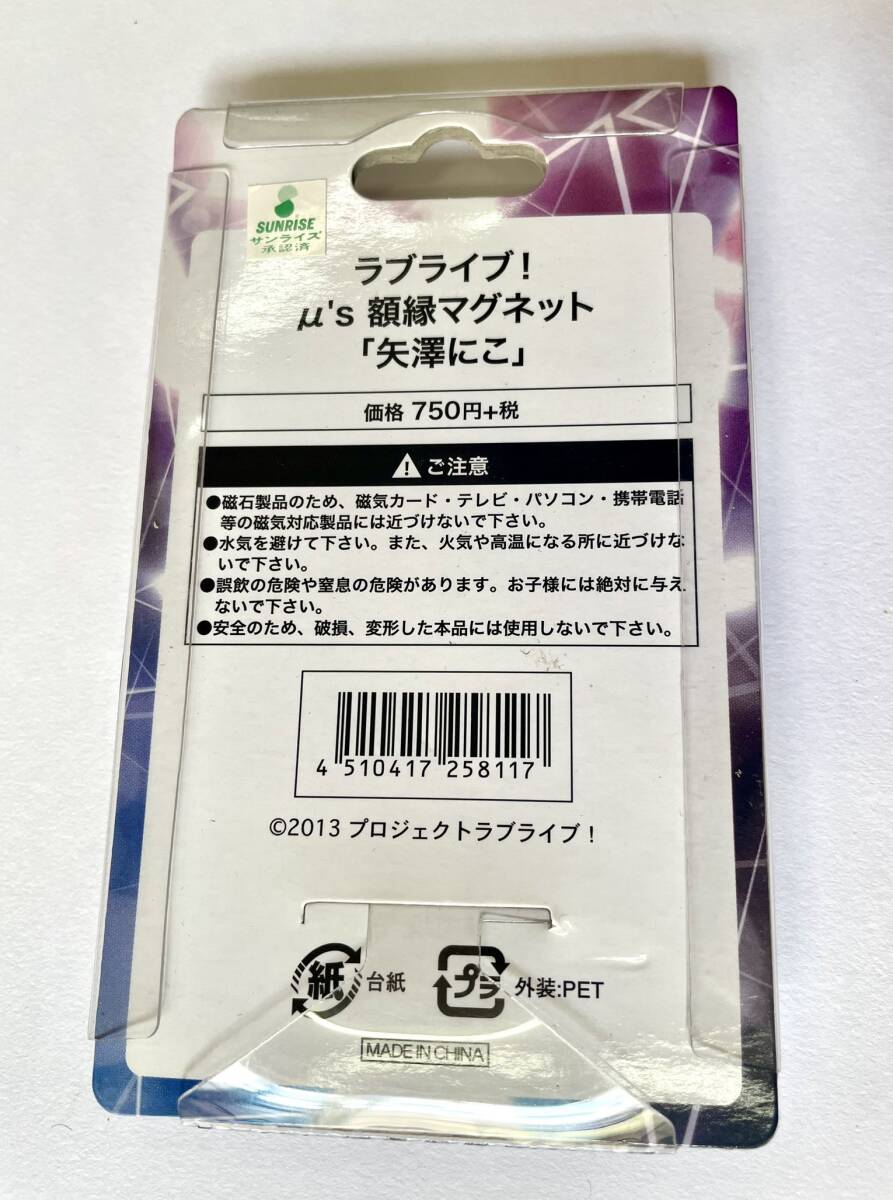 SUNRISE
サンライズ
承認済
ラブライブ！
μ's 額縁マグネット
「矢澤にこ」
価格 750円+税
ご注意
●磁石製品のため、磁気カード・テレビ・パソコン・携帯電話
等の磁気対応製品には近づけないで下さい。
●水気を避けて下さい。また、火気や高温になる所に近づけな
いで下さい。
●誤飲の危険や窒息の危険があります。お子様には絶対に与え
ないで下さい。
●安全のため、破損、変形した本品には使用しないで下さい。
4 510417 258117
©2013 プロジェクトラブライブ！
紙 台紙 プラ 外装:PET
MADE IN CHINA